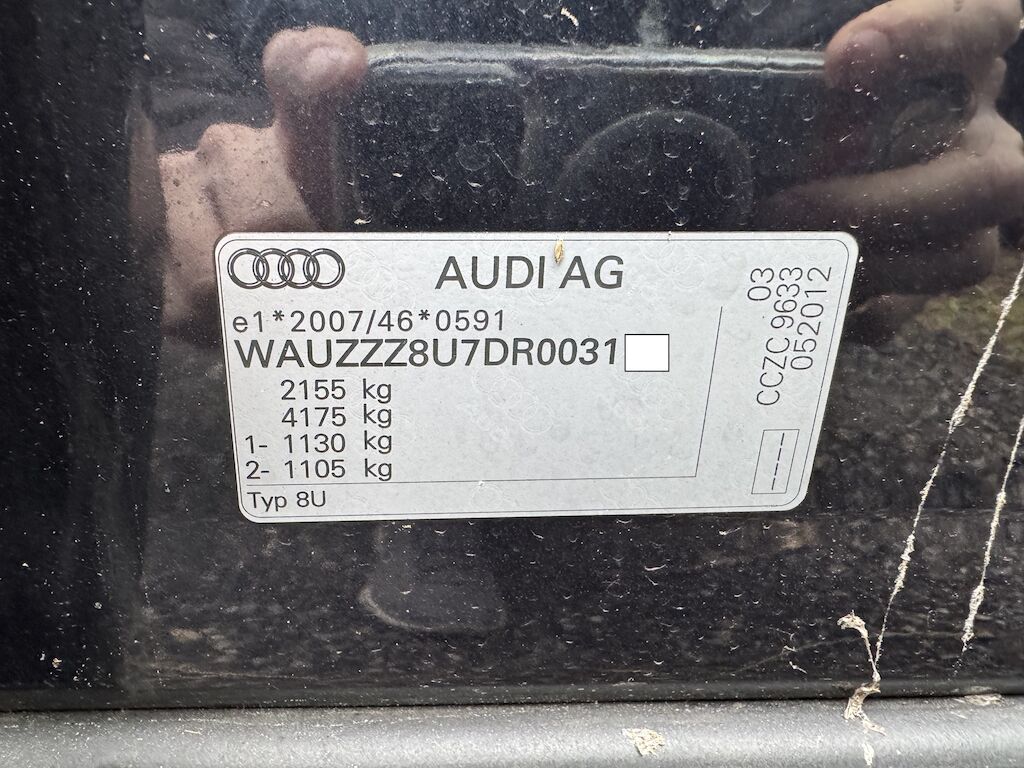 AUDI AG
e1*2007/46*0591
WAUZZZ8U7DR0031
2155 kg
4175 kg
1- 1130 kg
2- 1105 kg
Typ 8U
03
CCZC 9633
052012
----